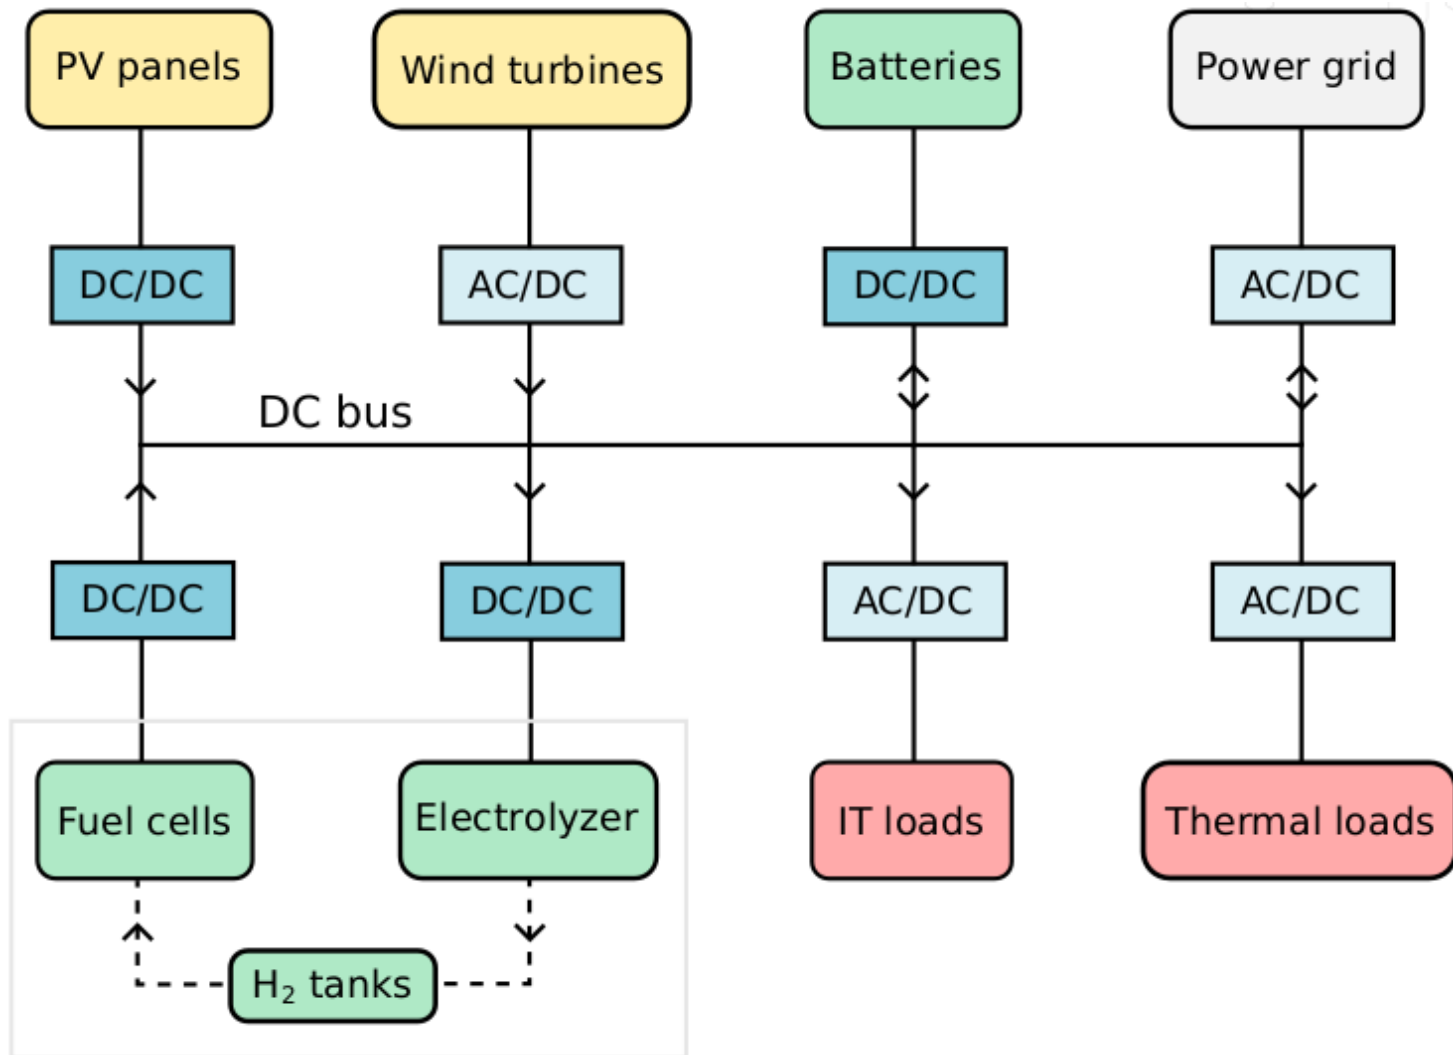 PV panels
Wind turbines
Batteries
Power grid
DC/DC
AC/DC
DC/DC
AC/DC
DC bus
DC/DC
DC/DC
AC/DC
AC/DC
Fuel cells
Electrolyzer
IT loads
Thermal loads
H₂ tanks